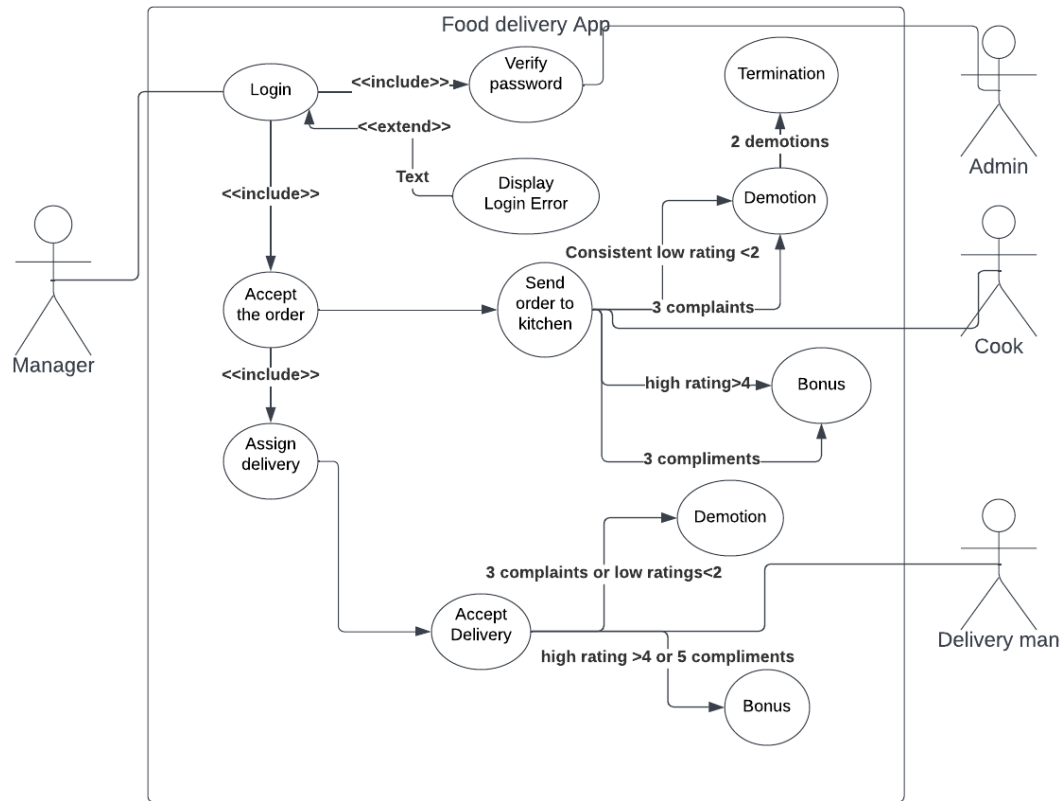 Food delivery App
Login
<<include>>
Verify
password
Termination
<<extend>>
2 demotions
Admin
Text
Display
Login Error
Demotion
<<include>>
Consistent low rating <2
Manager
Accept
the order
Send
order to
kitchen
3 complaints
Cook
<<include>>
high rating>4
Bonus
Assign
delivery
3 compliments
Demotion
3 complaints or low ratings<2
Accept
Delivery
Delivery man
high rating >4 or 5 compliments
Bonus